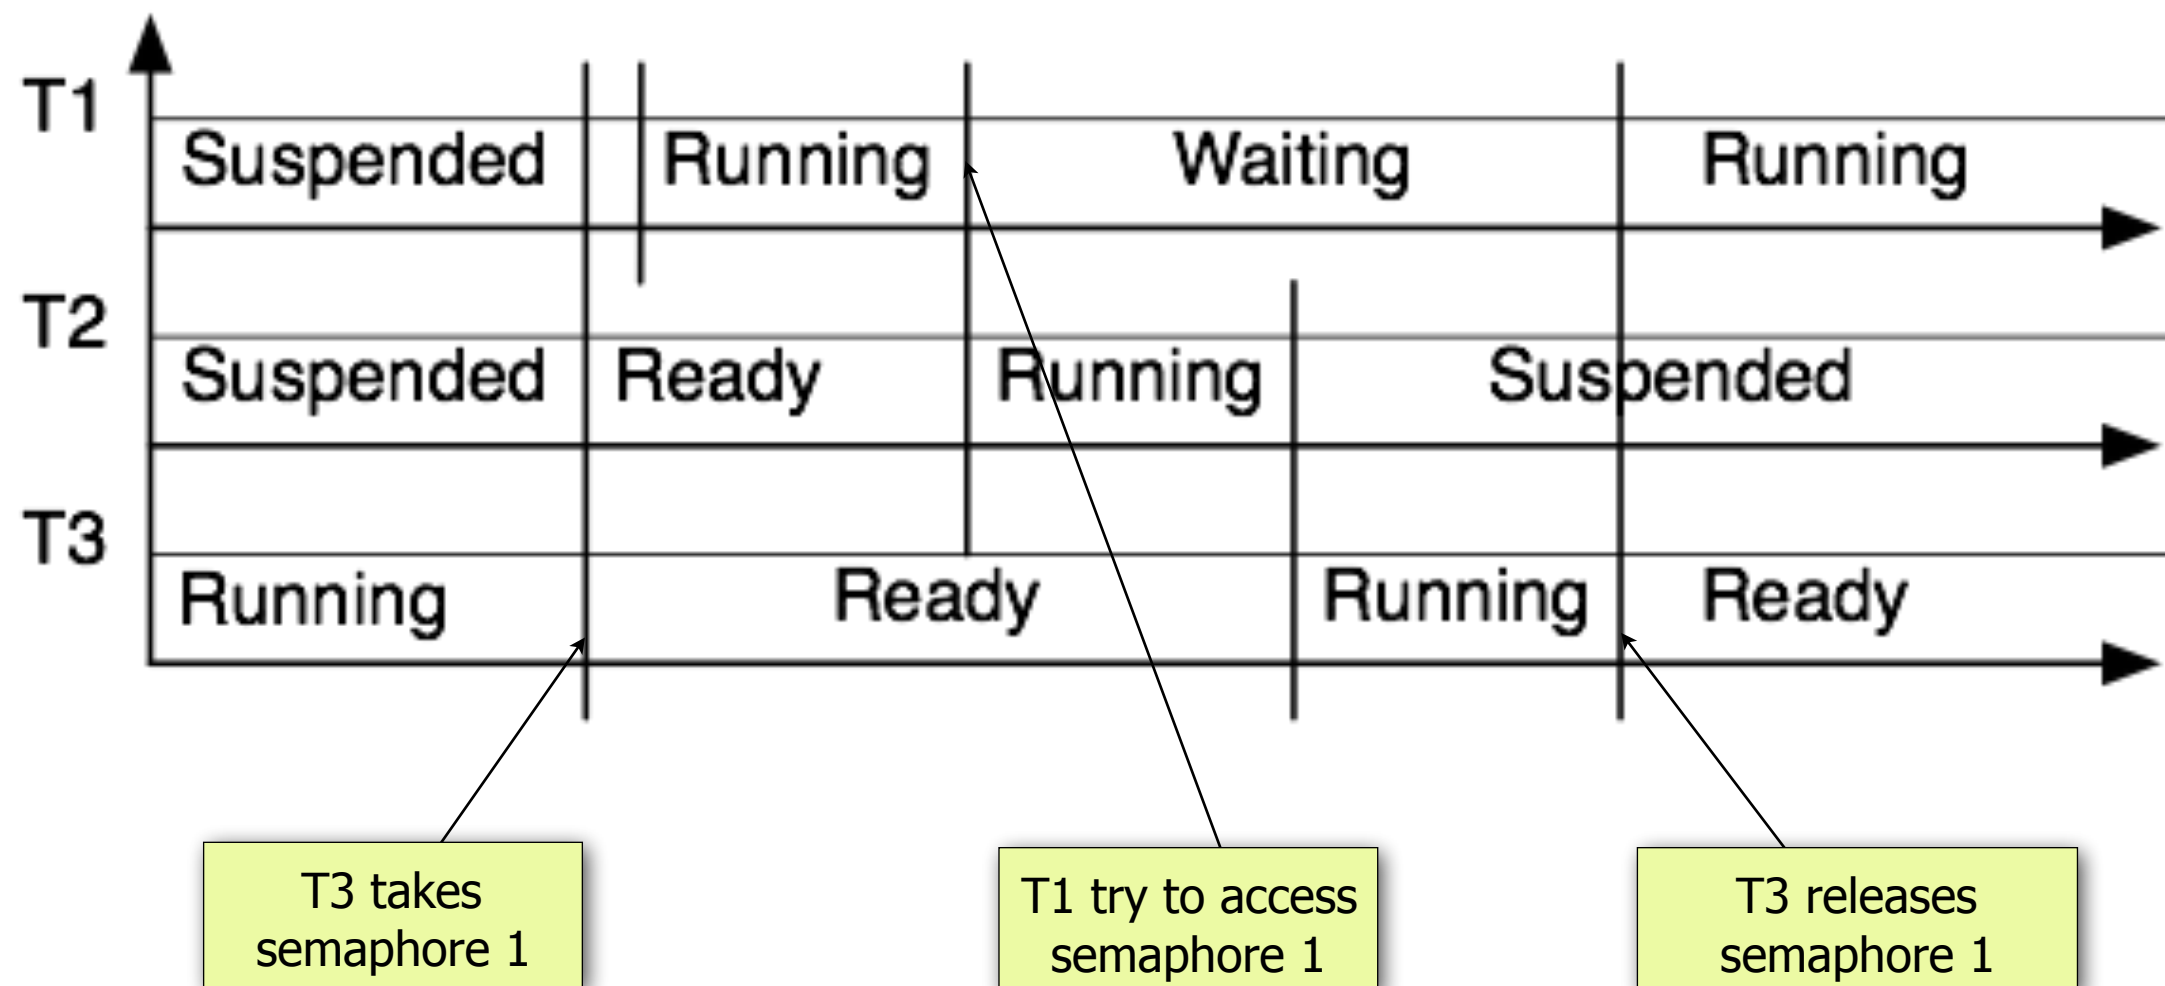 T1
Suspended Running Waiting Running
T2
Suspended Ready Running Suspended
T3
Running Ready Running Ready
T3 takes
semaphore 1
T1 try to access
semaphore 1
T3 releases
semaphore 1